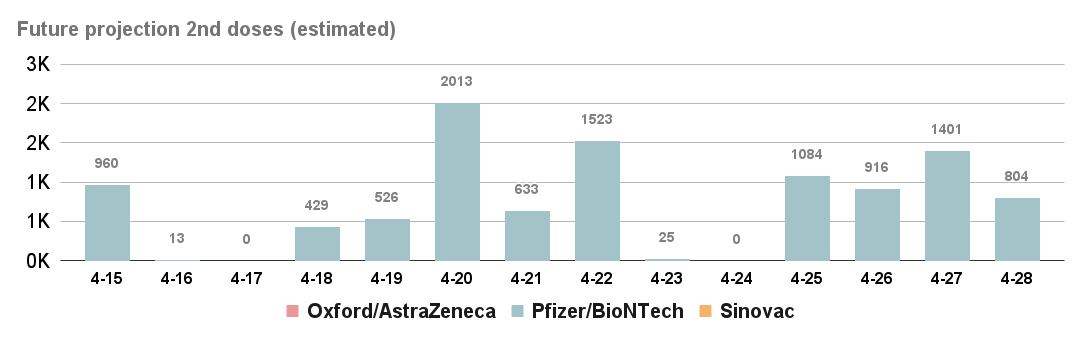 Future projection 2nd doses (estimated)
3K
2K
2K
1K
1K
0K
960
13
0
429
526
2013
633
1523
25
0
1084
916
1401
804
4-15 4-16 4-17 4-18 4-19 4-20 4-21 4-22 4-23 4-24 4-25 4-26 4-27 4-28
Oxford/AstraZeneca Pfizer/BioNTech Sinovac